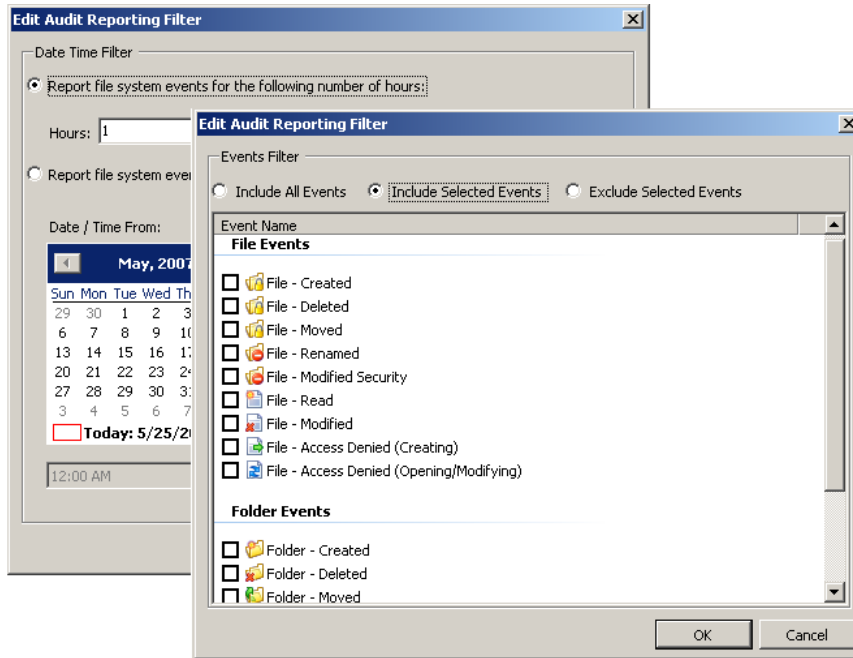 Edit Audit Reporting Filter
Date Time Filter
Report file system events for the following number of hours:
Hours: 1
Report file system even
Date / Time From:
May, 2007
Sun Mon Tue Wed Th
29 30 1 2 3
6 7 8 9 10
13 14 15 16 17
20 21 22 23 24
27 28 29 30 31
3 4 5 6 7
Today: 5/25/2
12:00 AM
Edit Audit Reporting Filter
Events Filter
Include All Events Include Selected Events Exclude Selected Events
Event Name
File Events
File - Created
File - Deleted
File - Moved
File - Renamed
File - Modified Security
File - Read
File - Modified
File - Access Denied (Creating)
File - Access Denied (Opening/Modifying)
Folder Events
Folder - Created
Folder - Deleted
Folder - Moved
OK Cancel